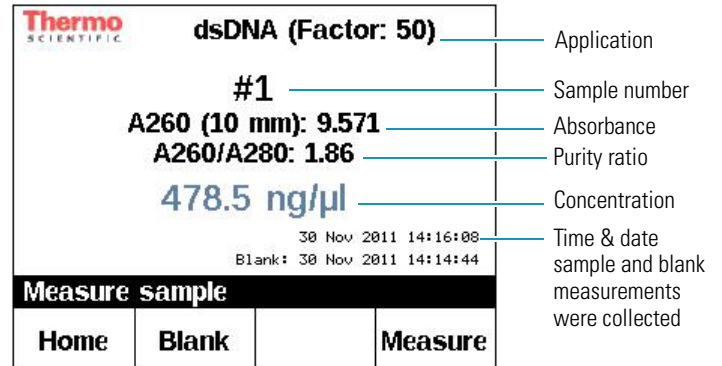 Thermo
SCIENTIFIC
dsDNA (Factor: 50)
Application
#1
Sample number
A260 (10 mm): 9.571
Absorbance
A260/A280: 1.86
Purity ratio
478.5 ng/µl
Concentration
30 Nov 2011 14:16:08
Blank: 30 Nov 2011 14:14:44
Time & date
sample and blank
measurements
were collected
Measure sample
Home
Blank
Measure